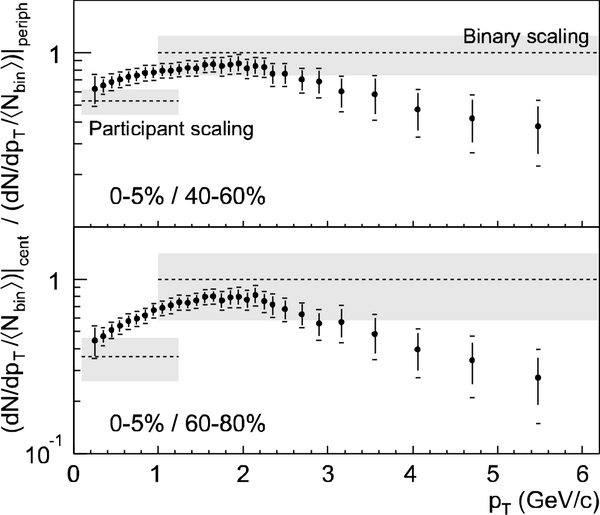 (dN/dp_T /⟨N_bin⟩)|_cent / (dN/dp_T /⟨N_bin⟩)|_periph
1
Binary scaling
Participant scaling
0-5% / 40-60%
1
0-5% / 60-80%
10^-1
0 1 2 3 4 5 6
p_T (GeV/c)